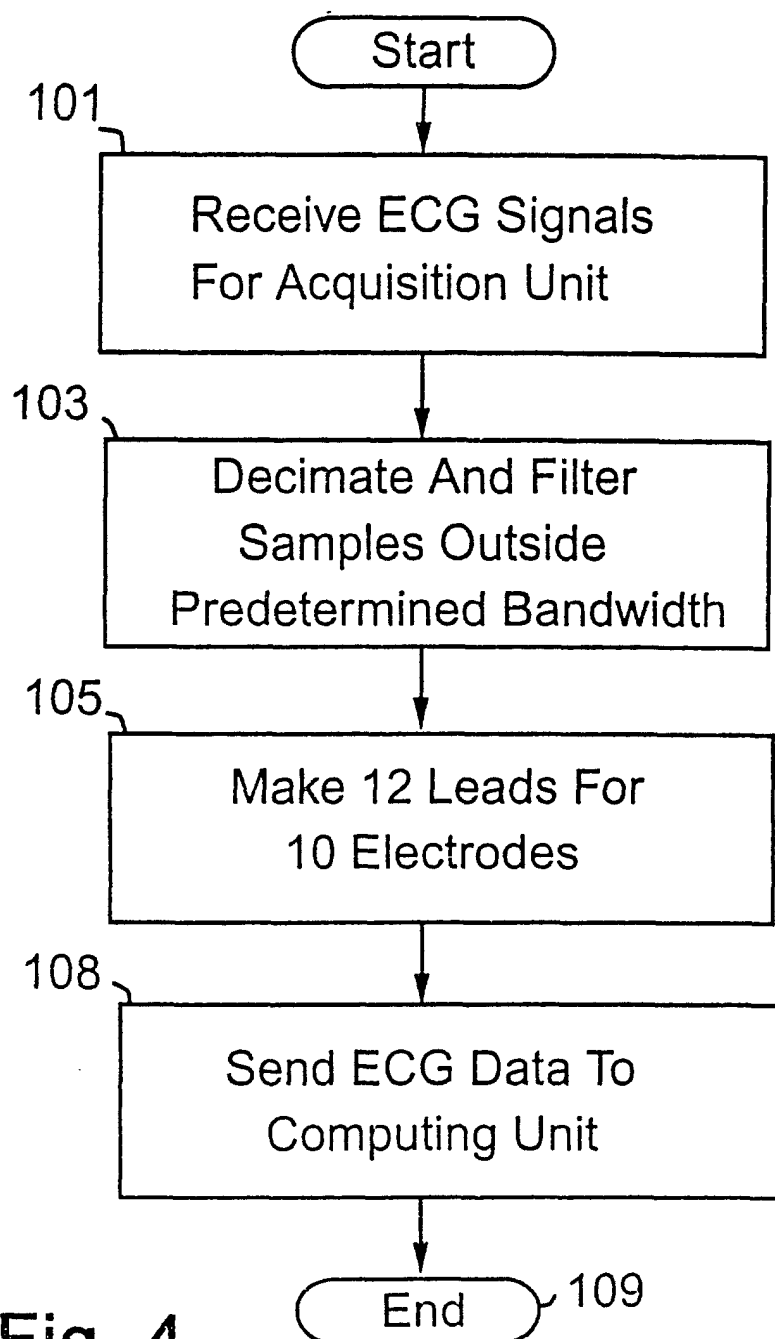 Start
101
Receive ECG Signals
For Acquisition Unit
103
Decimate And Filter
Samples Outside
Predetermined Bandwidth
105
Make 12 Leads For
10 Electrodes
108
Send ECG Data To
Computing Unit
End
109
Fig. 4